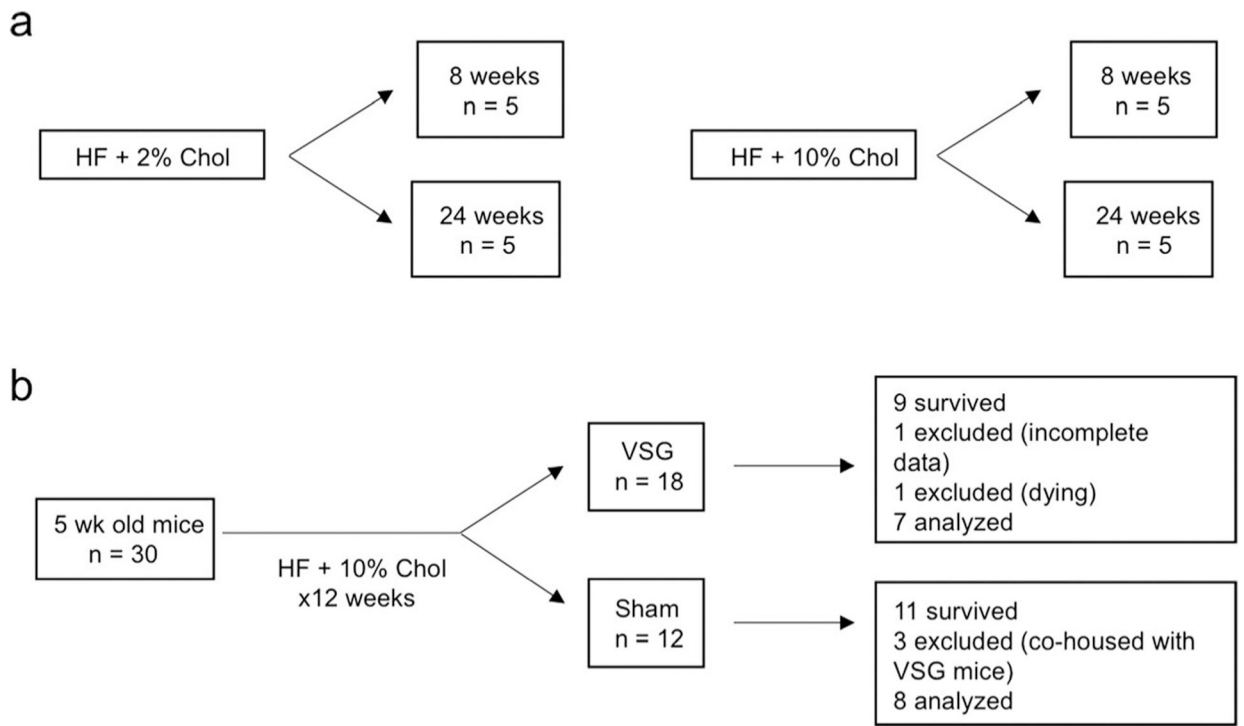 a
HF + 2% Chol
8 weeks
n = 5
24 weeks
n = 5
HF + 10% Chol
8 weeks
n = 5
24 weeks
n = 5
b
5 wk old mice
n = 30
HF + 10% Chol
x12 weeks
VSG
n = 18
9 survived
1 excluded (incomplete
data)
1 excluded (dying)
7 analyzed
Sham
n = 12
11 survived
3 excluded (co-housed with
VSG mice)
8 analyzed